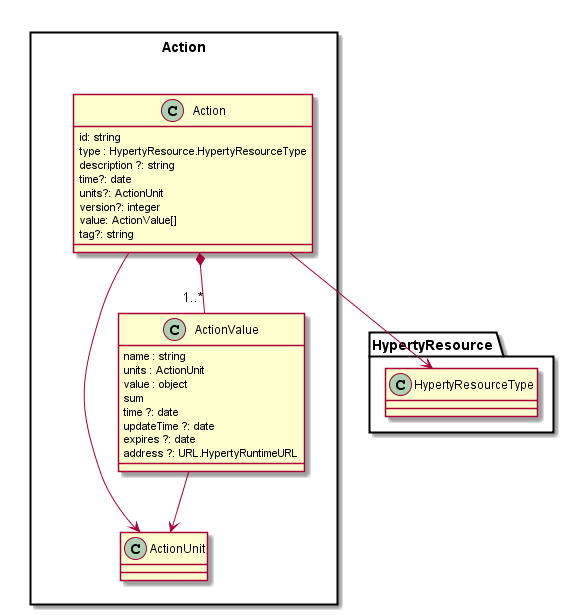 Action
C Action
id: string
type : HypertyResource.HypertyResourceType
description ?: string
time?: date
units?: ActionUnit
version?: integer
value: ActionValue[]
tag?: string
1..*
C ActionValue
name : string
units : ActionUnit
value : object
sum
time ?: date
updateTime ?: date
expires ?: date
address ?: URL.HypertyRuntimeURL
HypertyResource
C HypertyResourceType
C ActionUnit